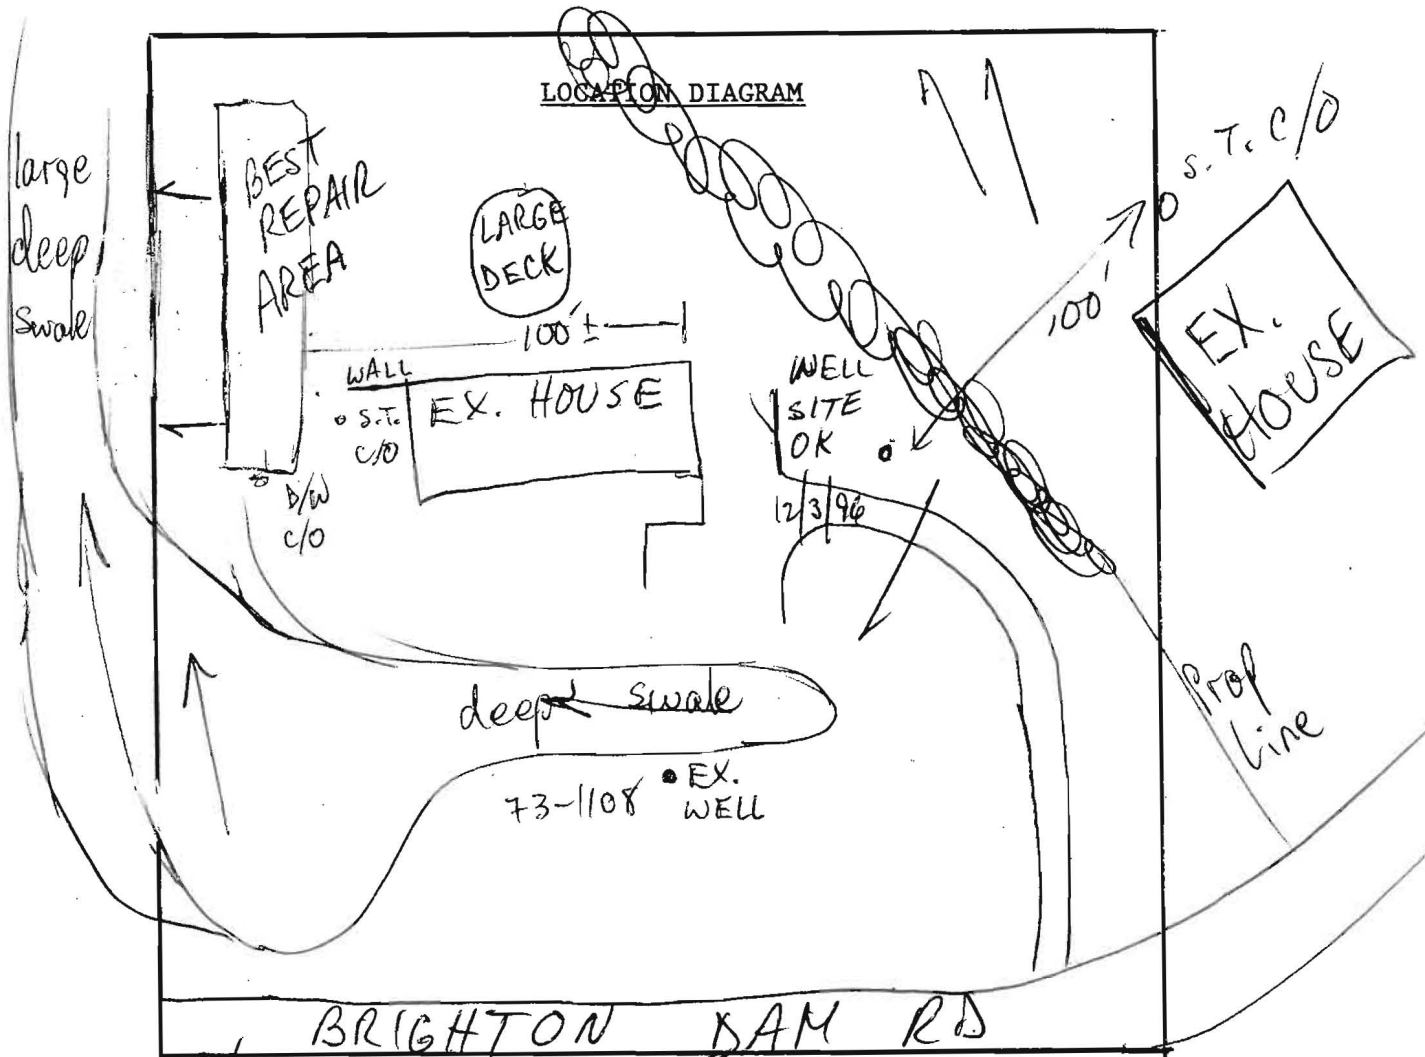 LOCATION DIAGRAM
large
deep
swale
BEST
REPAIR
AREA
LARGE
DECK
100'±
WALL
S.T.
C/O
EX. HOUSE
D/W
C/O
WELL
SITE
OK
12/3/96
100'
S.T. C/O
EX.
HOUSE
Prop
Line
deep swale
73-1108
EX.
WELL
BRIGHTON DAM RD